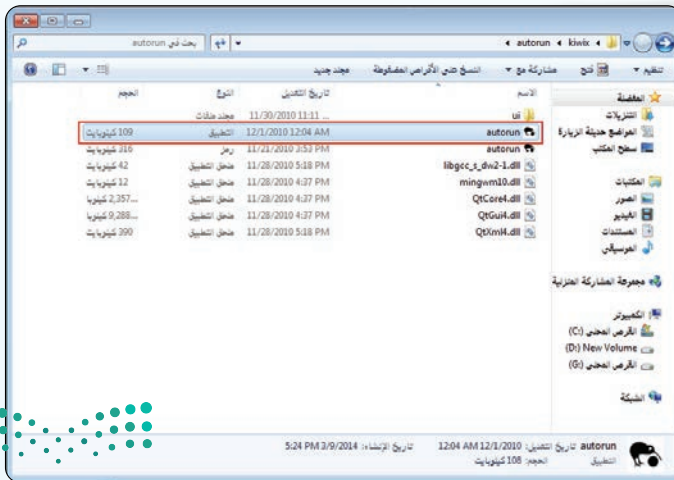 autorun ◂ kiwix ◂
بحث في autorun
تنظيم ▾ فتح مشاركة مع ▾ النسخ على الأقراص المضغوطة مجلد جديد
الاسم تاريخ التعديل النوع الحجم
ui 11/30/2010 11:11 ... مجلد ملفات
autorun 12/1/2010 12:04 AM التطبيق 109 كيلوبايت
autorun 11/21/2010 3:53 PM رمز 316 كيلوبايت
libgcc_s_dw2-1.dll 11/28/2010 5:18 PM ملحق التطبيق 42 كيلوبايت
mingwm10.dll 11/28/2010 4:37 PM ملحق التطبيق 12 كيلوبايت
QtCore4.dll 11/28/2010 4:37 PM ملحق التطبيق 2,357 كيلوبا...
QtGui4.dll 11/28/2010 4:37 PM ملحق التطبيق 9,288 كيلوبا...
QtXml4.dll 11/28/2010 5:18 PM ملحق التطبيق 390 كيلوبايت
المفضلة
التنزيلات
المواضع حديثة الزيارة
سطح المكتب
المكتبات
الصور
الفيديو
المستندات
الموسيقى
مجموعة المشاركة المنزلية
الكمبيوتر
القرص المحلي (C:)
(D:) New Volume
القرص المحلي (G:)
الشبكة
autorun تاريخ التعديل: 12:04 AM 12/1/2010 تاريخ الإنشاء: 5:24 PM 3/9/2014
التطبيق الحجم: 108 كيلوبايت